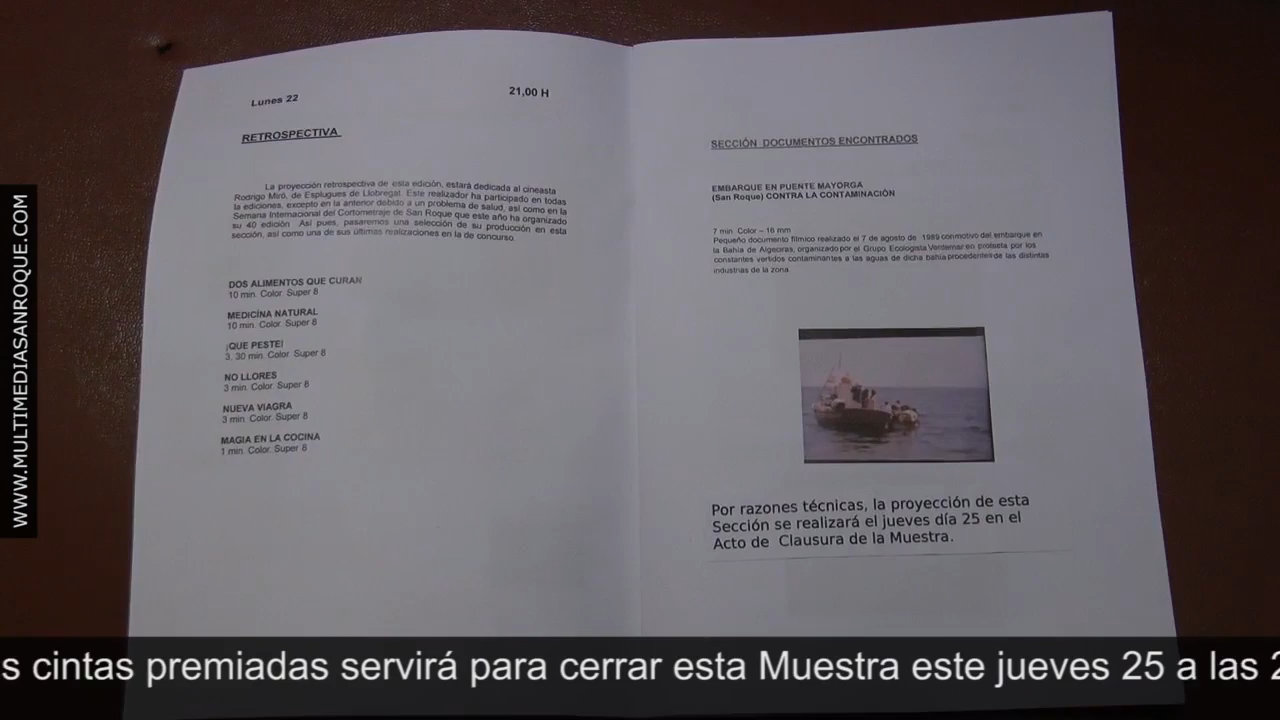 Lunes 22
21,00 H
RETROSPECTIVA
La proyección retrospectiva de esta edición, estará dedicada al cineasta
Rodrigo Miró, de Esplugues de Llobregat. Este realizador ha participado en todas
la ediciones, excepto en la anterior debido a un problema de salud, así como en la
Semana Internacional del Cortometraje de San Roque que este año ha organizado
su 40 edición. Así pues, pasaremos una selección de su producción en esta
sección, así como una de sus últimas realizaciones en la de concurso.
DOS ALIMENTOS QUE CURAN
10 min. Color. Super 8
MEDICINA NATURAL
10 min. Color. Super 8
¡QUE PESTE!
3, 30 min. Color. Super 8
NO LLORES
3 min. Color. Super 8
NUEVA VIAGRA
3 min. Color. Super 8
MAGIA EN LA COCINA
1 min. Color. Super 8
SECCIÓN DOCUMENTOS ENCONTRADOS
EMBARQUE EN PUENTE MAYORGA
(San Roque) CONTRA LA CONTAMINACIÓN
7 min Color – 16 mm
Pequeño documento fílmico realizado el 7 de agosto de 1989 conmotivo del embarque en
la Bahía de Algeciras, organizado por el Grupo Ecologista Verdemar en protesta por los
constantes vertidos contaminantes a las aguas de dicha bahía procedentes de las distintas
industrias de la zona.
Por razones técnicas, la proyección de esta
Sección se realizará el jueves día 25 en el
Acto de Clausura de la Muestra.
WWW.MULTIMEDIASANROQUE.COM
s cintas premiadas servirá para cerrar esta Muestra este jueves 25 a las 2